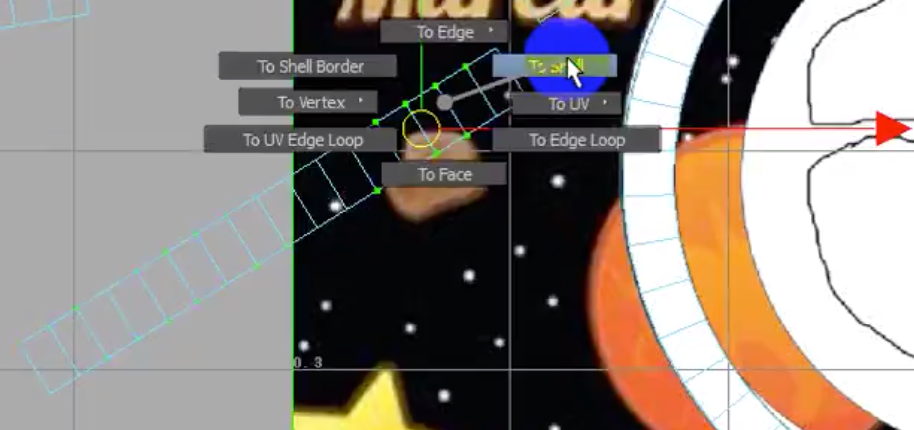 To Edge
To Shell Border
To Shell
To Vertex
To UV
To UV Edge Loop
To Edge Loop
To Face
0.3